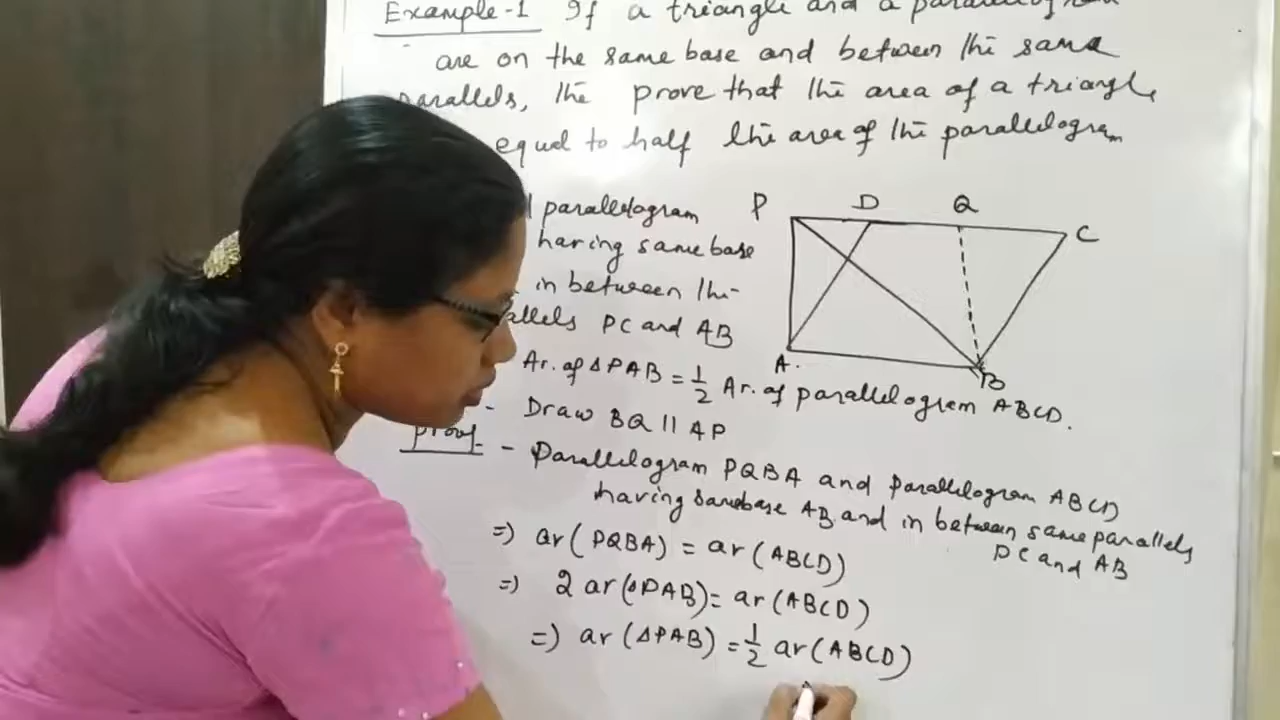 Example-1 If a triangle and a parallelogram
are on the same base and between the same
parallels, the prove that the area of a triangle
equal to half the area of the parallelogram
parallelogram
having same base
in between the
PC and AB
P D Q C
A. B
Ar. of ΔPAB = 1/2 Ar. of parallelogram ABCD.
- Draw BQ || AP
Proof - Parallelogram PQBA and parallelogram ABCD
having same base AB and in between same parallels
PC and AB
=) ar(PQBA) = ar(ABCD)
=) 2 ar(ΔPAB) = ar(ABCD)
=) ar(ΔPAB) = 1/2 ar(ABCD)